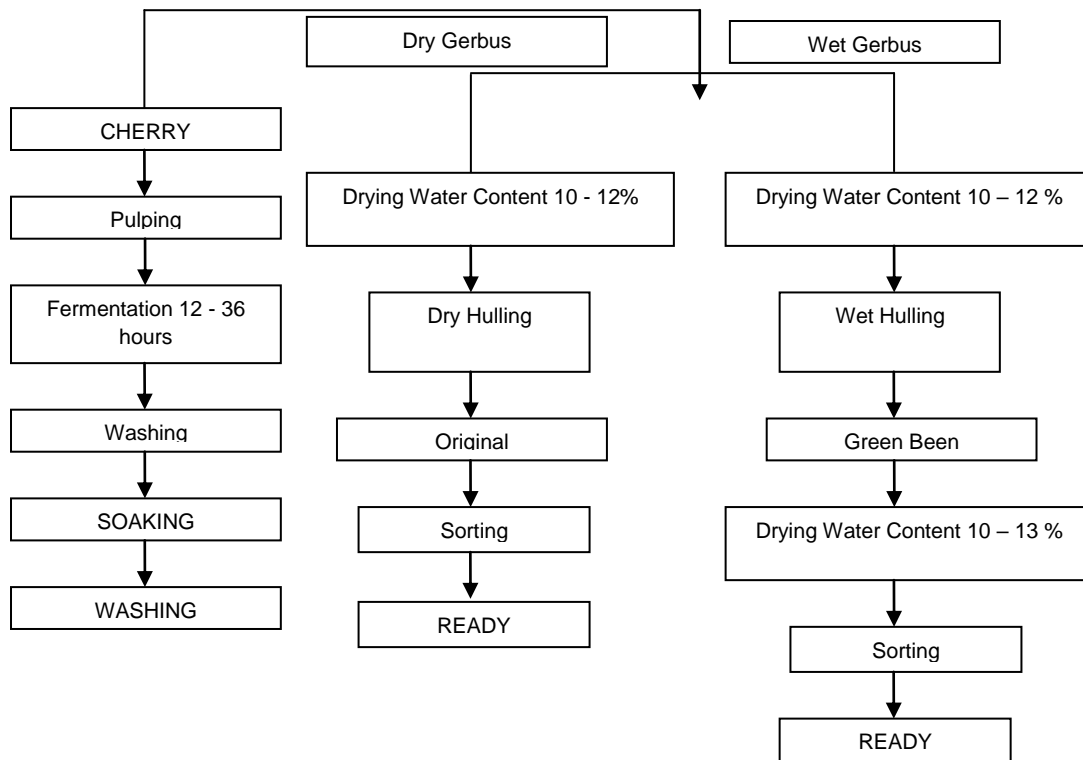 Dry Gerbus
Wet Gerbus
CHERRY
Pulping
Fermentation 12 - 36
hours
Washing
SOAKING
WASHING
Drying Water Content 10 - 12%
Dry Hulling
Original
Sorting
READY
Drying Water Content 10 – 12 %
Wet Hulling
Green Been
Drying Water Content 10 – 13 %
Sorting
READY